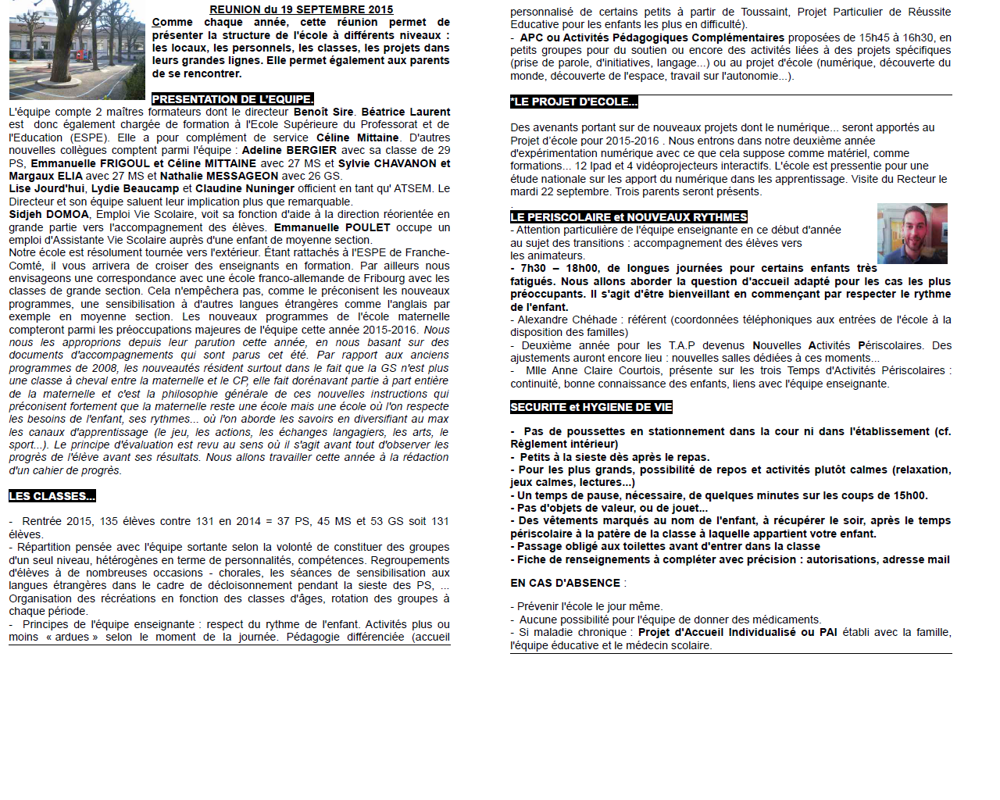 REUNION du 19 SEPTEMBRE 2015
Comme chaque année, cette réunion permet de
présenter la structure de l'école à différents niveaux :
les locaux, les personnels, les classes, les projets dans
leurs grandes lignes. Elle permet également aux parents
de se rencontrer.
PRESENTATION DE L’EQUIPE.
L'équipe compte 2 maîtres formateurs dont le directeur Benoît Sire. Béatrice Laurent
est donc également chargée de formation à l'Ecole Supérieure du Professorat et de
l'Education (ESPE). Elle a pour complément de service Céline Mittaine. D'autres
nouvelles collègues comptent parmi l'équipe : Adeline BERGIER avec sa classe de 29
PS, Emmanuelle FRIGOUL et Céline MITTAINE avec 27 MS et Sylvie CHAVANON et
Margaux ELIA avec 27 MS et Nathalie MESSAGEON avec 26 GS.
Lise Jourd'hui, Lydie Beaucamp et Claudine Nuninger officient en tant qu' ATSEM. Le
Directeur et son équipe saluent leur implication plus que remarquable.
Sidjeh DOMOA, Emploi Vie Scolaire, voit sa fonction d'aide à la direction réorientée en
grande partie vers l'accompagnement des élèves. Emmanuelle POULET occupe un
emploi d'Assistante Vie Scolaire auprès d'une enfant de moyenne section.
Notre école est résolument tournée vers l'extérieur. Étant rattachés à l'ESPE de Franche-
Comté, il vous arrivera de croiser des enseignants en formation. Par ailleurs nous
envisageons une correspondance avec une école franco-allemande de Fribourg avec les
classes de grande section. Cela n'empêchera pas, comme le préconisent les nouveaux
programmes, une sensibilisation à d'autres langues étrangères comme l'anglais par
exemple en moyenne section. Les nouveaux programmes de l'école maternelle
compteront parmi les préoccupations majeures de l'équipe cette année 2015-2016. Nous
nous les approprions depuis leur parution cette année, en nous basant sur des
documents d'accompagnements qui sont parus cet été. Par rapport aux anciens
programmes de 2008, les nouveautés résident surtout dans le fait que la GS n'est plus
une classe à cheval entre la maternelle et le CP, elle fait dorénavant partie à part entière
de la maternelle et c'est la philosophie générale de ces nouvelles instructions qui
préconisent fortement que la maternelle reste une école mais une école où l'on respecte
les besoins de l'enfant, ses rythmes... où l'on aborde les savoirs en diversifiant au max
les canaux d'apprentissage (le jeu, les actions, les échanges langagiers, les arts, le
sport...). Le principe d'évaluation est revu au sens où il s'agit avant tout d'observer les
progrès de l'élève avant ses résultats. Nous allons travailler cette année à la rédaction
d'un cahier de progrès.
LES CLASSES...
- Rentrée 2015, 135 élèves contre 131 en 2014 = 37 PS, 45 MS et 53 GS soit 131
élèves.
- Répartition pensée avec l'équipe sortante selon la volonté de constituer des groupes
d'un seul niveau, hétérogènes en terme de personnalités, compétences. Regroupements
d'élèves à de nombreuses occasions - chorales, les séances de sensibilisation aux
langues étrangères dans le cadre de décloisonnement pendant la sieste des PS, ...
Organisation des récréations en fonction des classes d'âges, rotation des groupes à
chaque période.
- Principes de l'équipe enseignante : respect du rythme de l'enfant. Activités plus ou
moins « ardues » selon le moment de la journée. Pédagogie différenciée (accueil
personnalisé de certains petits à partir de Toussaint, Projet Particulier de Réussite
Educative pour les enfants les plus en difficulté).
- APC ou Activités Pédagogiques Complémentaires proposées de 15h45 à 16h30, en
petits groupes pour du soutien ou encore des activités liées à des projets spécifiques
(prise de parole, d'initiatives, langage...) ou au projet d'école (numérique, découverte du
monde, découverte de l'espace, travail sur l'autonomie...).
*LE PROJET D'ECOLE...
Des avenants portant sur de nouveaux projets dont le numérique... seront apportés au
Projet d’école pour 2015-2016 . Nous entrons dans notre deuxième année
d'expérimentation numérique avec ce que cela suppose comme matériel, comme
formations... 12 Ipad et 4 vidéoprojecteurs interactifs. L'école est pressentie pour une
étude nationale sur les apport du numérique dans les apprentissage. Visite du Recteur le
mardi 22 septembre. Trois parents seront présents.
.
LE PERISCOLAIRE et NOUVEAUX RYTHMES
- Attention particulière de l'équipe enseignante en ce début d'année
au sujet des transitions : accompagnement des élèves vers
les animateurs.
- 7h30 – 18h00, de longues journées pour certains enfants très
fatigués. Nous allons aborder la question d'accueil adapté pour les cas les plus
préoccupants. Il s'agit d'être bienveillant en commençant par respecter le rythme
de l'enfant.
- Alexandre Chéhade : référent (coordonnées téléphoniques aux entrées de l'école à la
disposition des familles)
- Deuxième année pour les T.A.P devenus Nouvelles Activités Périscolaires. Des
ajustements auront encore lieu : nouvelles salles dédiées à ces moments...
- Mlle Anne Claire Courtois, présente sur les trois Temps d'Activités Périscolaires :
continuité, bonne connaissance des enfants, liens avec l'équipe enseignante.
SECURITE et HYGIENE DE VIE
- Pas de poussettes en stationnement dans la cour ni dans l'établissement (cf.
Règlement intérieur)
- Petits à la sieste dès après le repas.
- Pour les plus grands, possibilité de repos et activités plutôt calmes (relaxation,
jeux calmes, lectures...)
- Un temps de pause, nécessaire, de quelques minutes sur les coups de 15h00.
- Pas d'objets de valeur, ou de jouet...
- Des vêtements marqués au nom de l'enfant, à récupérer le soir, après le temps
périscolaire à la patère de la classe à laquelle appartient votre enfant.
- Passage obligé aux toilettes avant d'entrer dans la classe
- Fiche de renseignements à compléter avec précision : autorisations, adresse mail
EN CAS D'ABSENCE :
- Prévenir l'école le jour même.
- Aucune possibilité pour l'équipe de donner des médicaments.
- Si maladie chronique : Projet d'Accueil Individualisé ou PAI établi avec la famille,
l'équipe éducative et le médecin scolaire.